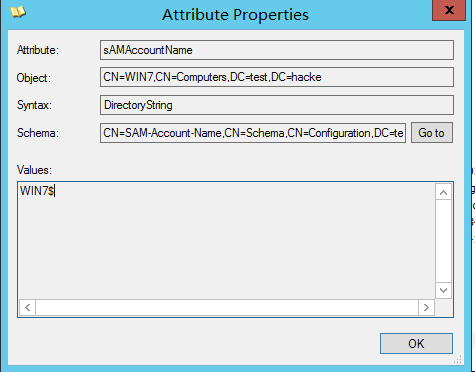 Attribute Properties
x
Attribute: sAMAccountName
Object: CN=WIN7,CN=Computers,DC=test,DC=hacke
Syntax: DirectoryString
Schema: CN=SAM-Account-Name,CN=Schema,CN=Configuration,DC=te Go to
Values:
WIN7$
OK